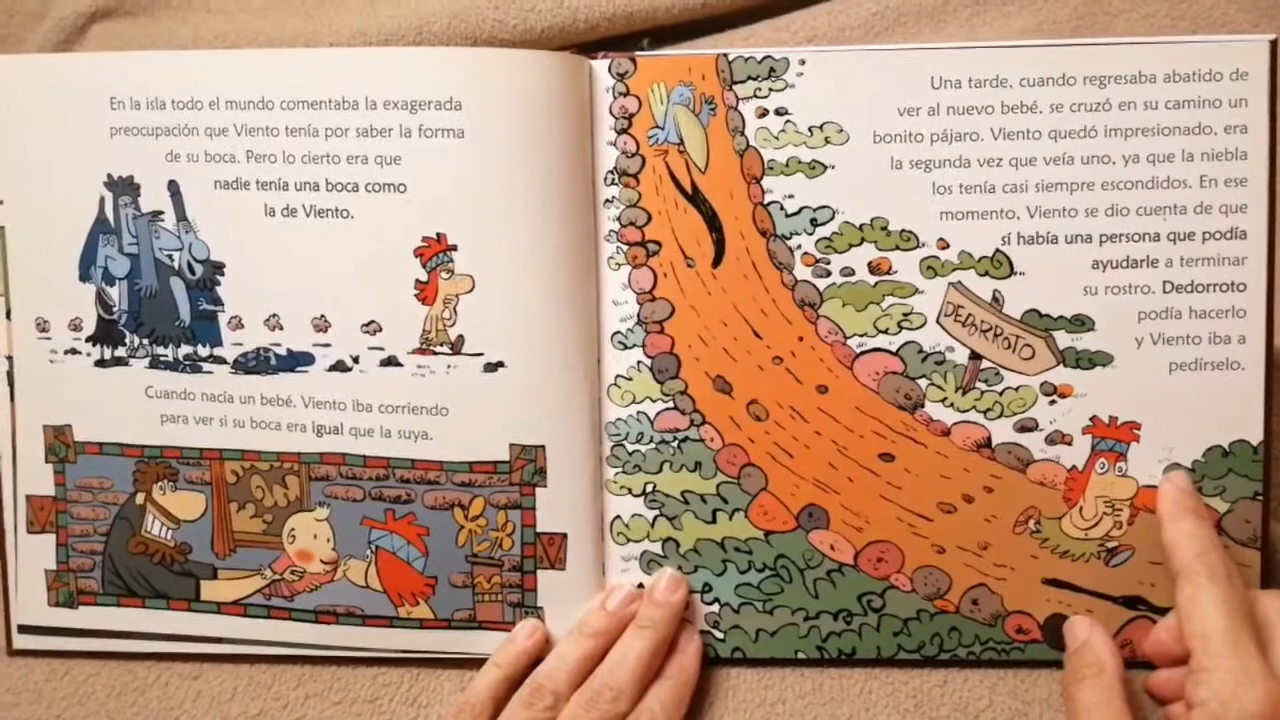 En la isla todo el mundo comentaba la exagerada
preocupación que Viento tenía por saber la forma
de su boca. Pero lo cierto era que
nadie tenía una boca como
la de Viento.
Cuando nacía un bebé. Viento iba corriendo
para ver si su boca era igual que la suya.
Una tarde, cuando regresaba abatido de
ver al nuevo bebé, se cruzó en su camino un
bonito pájaro. Viento quedó impresionado, era
la segunda vez que veía uno, ya que la niebla
los tenía casi siempre escondidos. En ese
momento, Viento se dio cuenta de que
sí había una persona que podía
ayudarle a terminar
su rostro. Dedorroto
podía hacerlo
y Viento iba a
pedírselo.
DEDORROTO